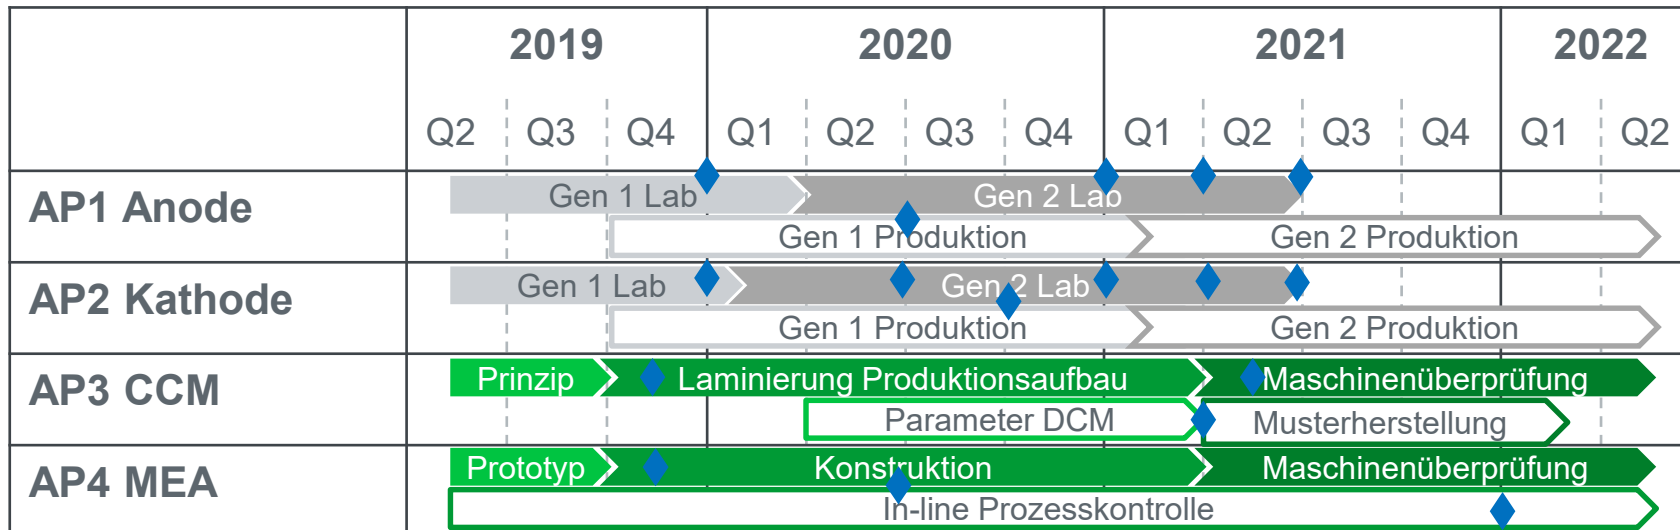 2019 2020 2021 2022
Q2 Q3 Q4 Q1 Q2 Q3 Q4 Q1 Q2 Q3 Q4 Q1 Q2
AP1 Anode
Gen 1 Lab Gen 2 Lab
Gen 1 Produktion Gen 2 Produktion
AP2 Kathode
Gen 1 Lab Gen 2 Lab
Gen 1 Produktion Gen 2 Produktion
AP3 CCM
Prinzip Laminierung Produktionsaufbau Maschinenüberprüfung
Parameter DCM Musterherstellung
AP4 MEA
Prototyp Konstruktion Maschinenüberprüfung
In-line Prozesskontrolle